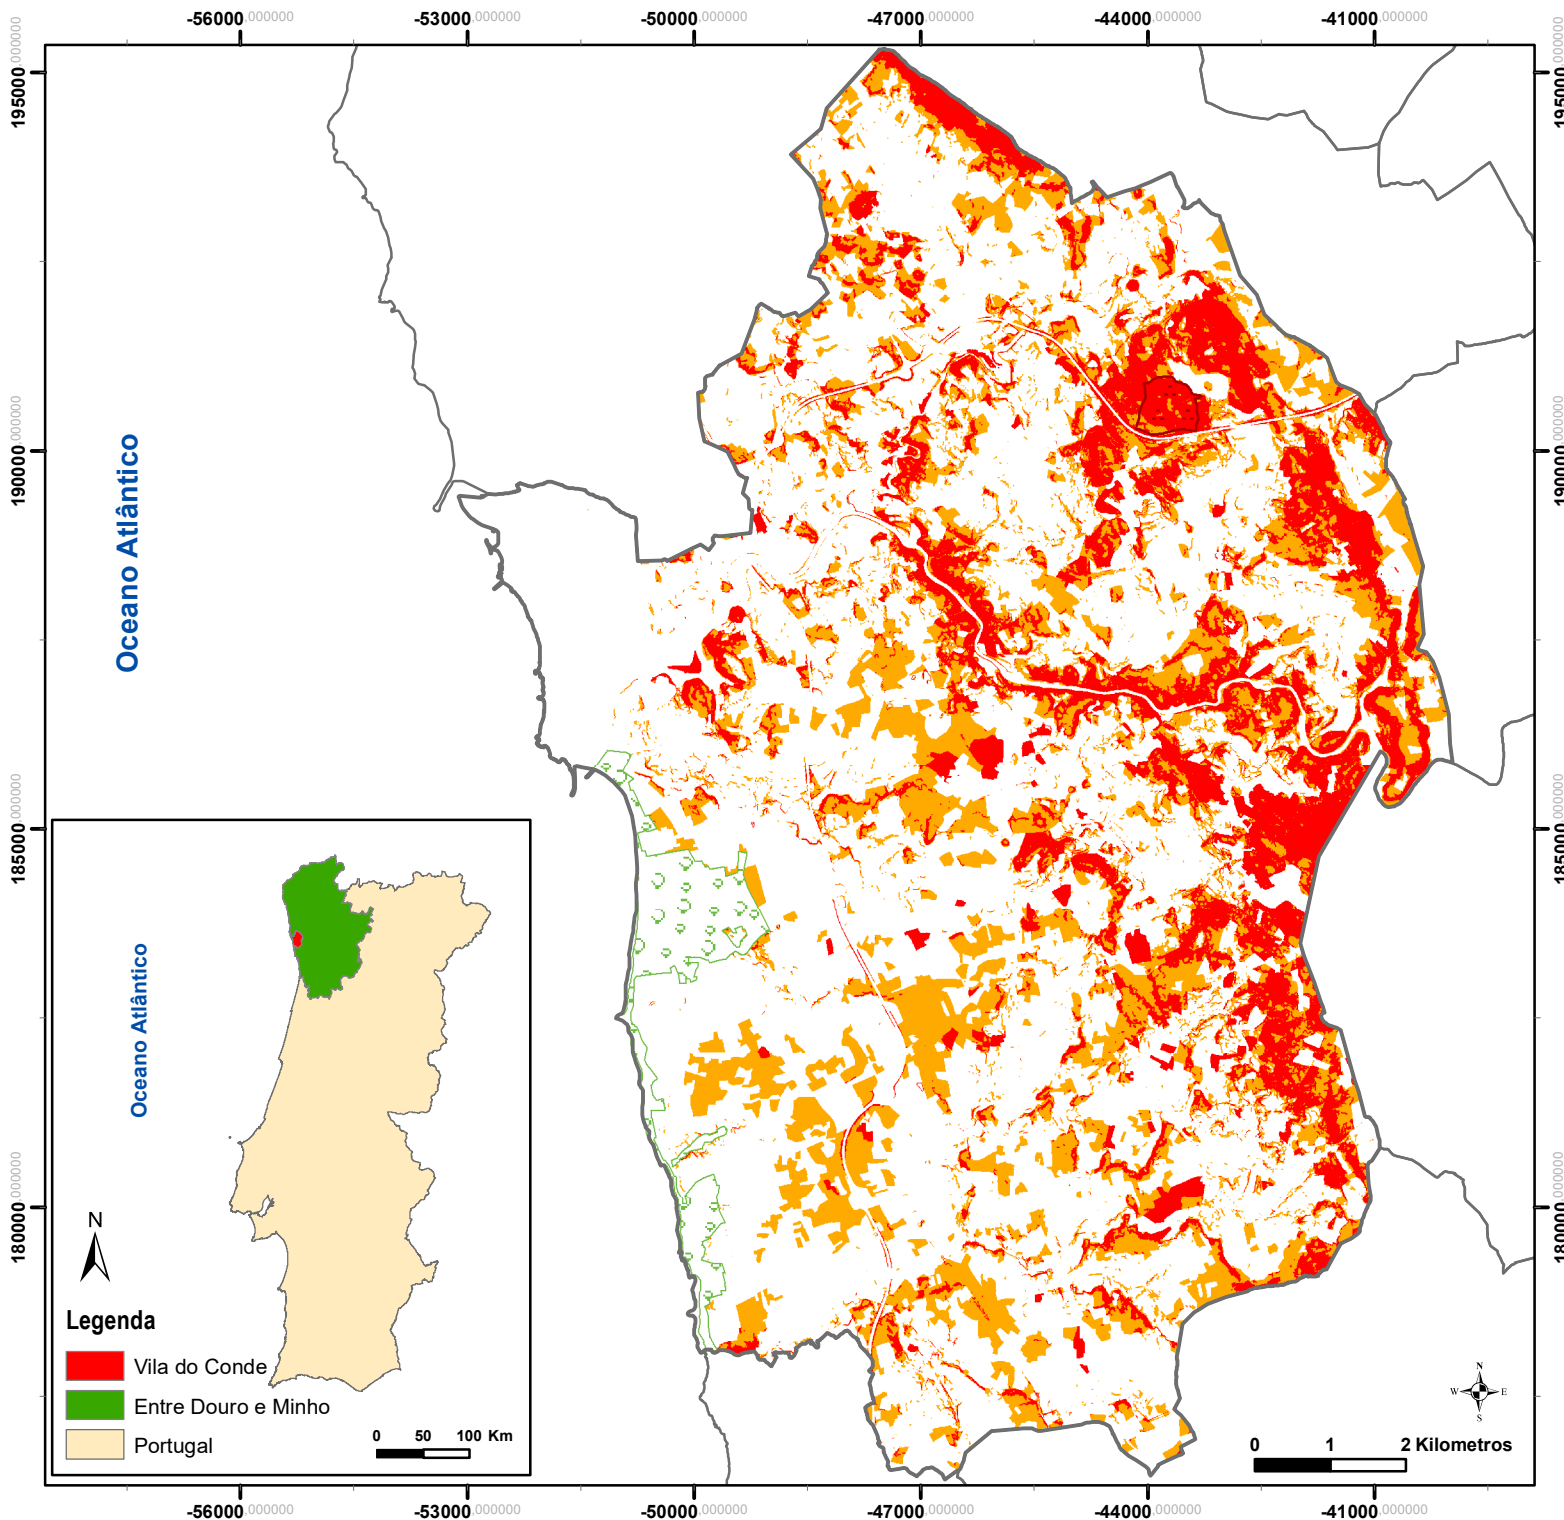 -56000,000000 -53000,000000 -50000,000000 -47000,000000 -44000,000000 -41000,000000
195000,000000
195000,000000
190000,000000
190000,000000
Oceano Atlântico
185000,000000
185000,000000
Oceano Atlântico
180000,000000
180000,000000
N
Legenda
Vila do Conde
Entre Douro e Minho
Portugal
0 50 100 Km
N
W E
S
0 1 2 Kilometros
-56000,000000 -53000,000000 -50000,000000 -47000,000000 -44000,000000 -41000,000000